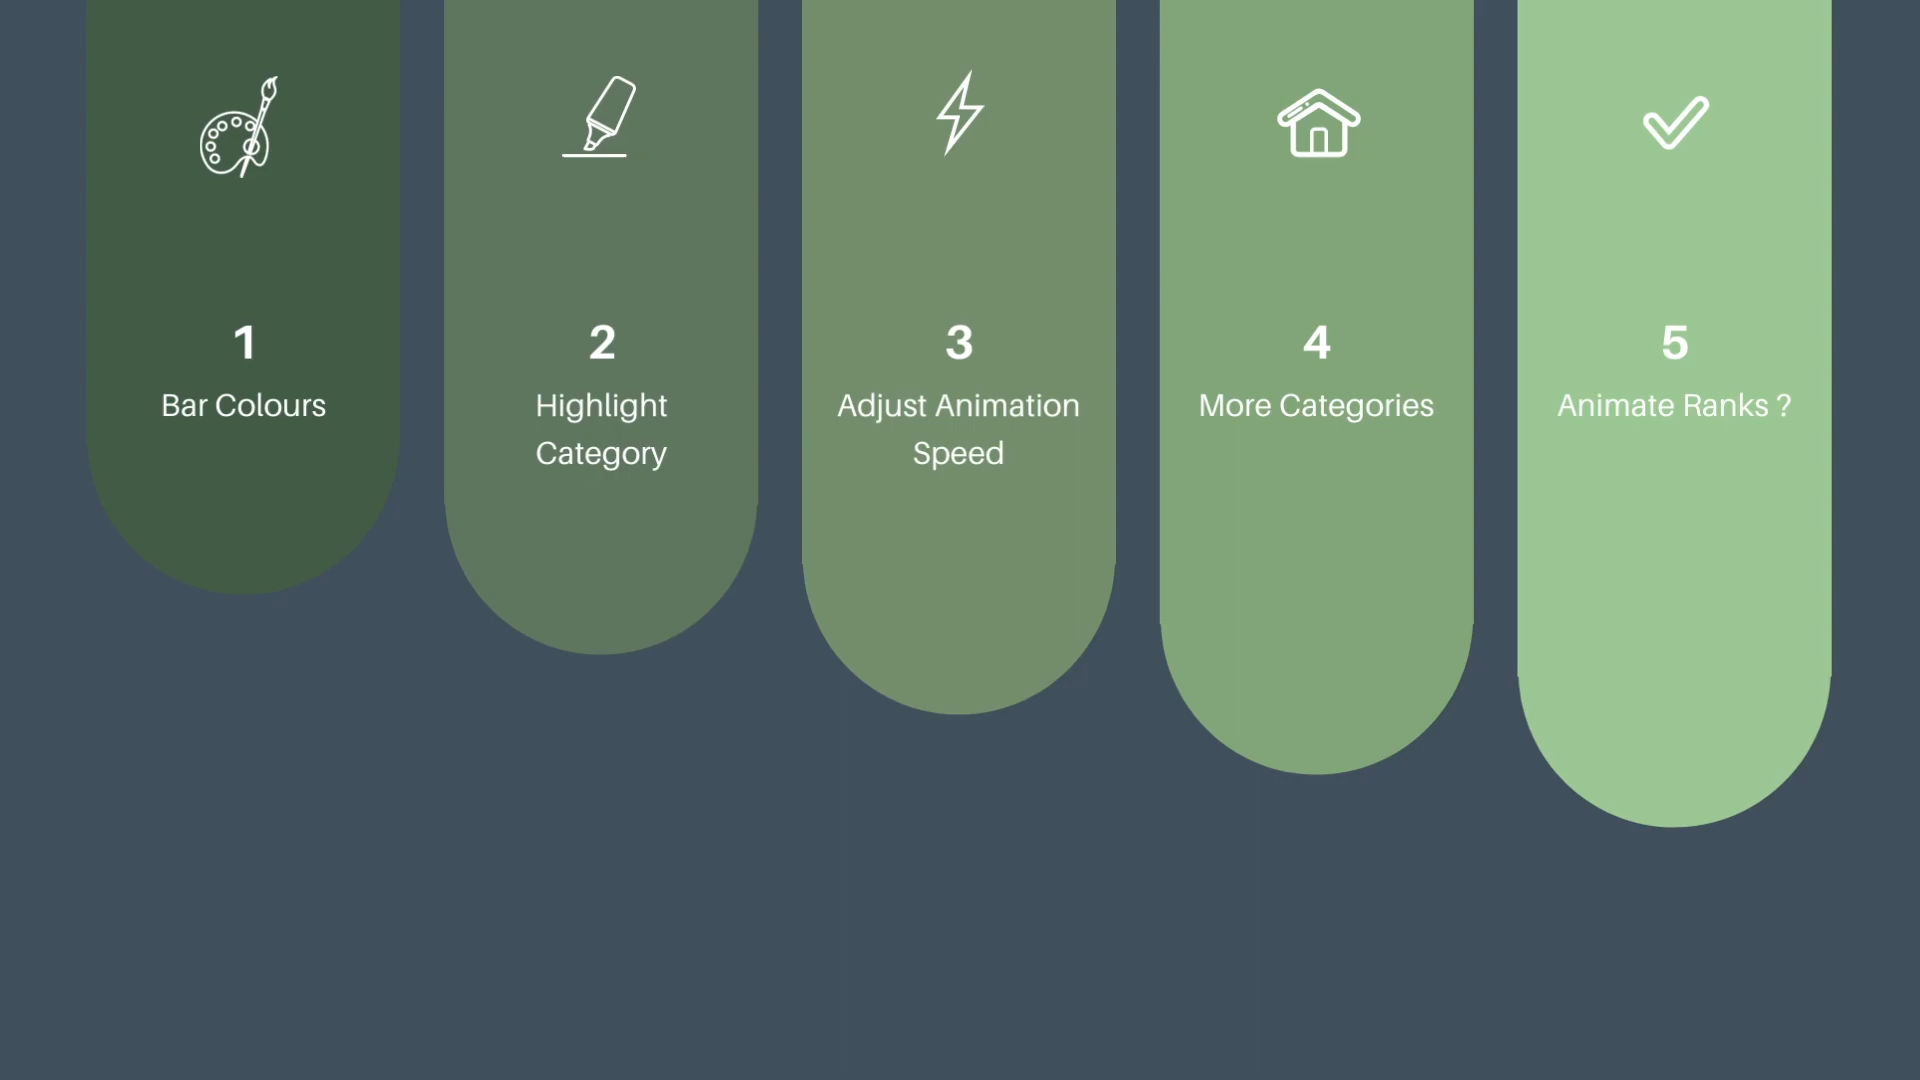 1
Bar Colours
2
Highlight
Category
3
Adjust Animation
Speed
4
More Categories
5
Animate Ranks ?